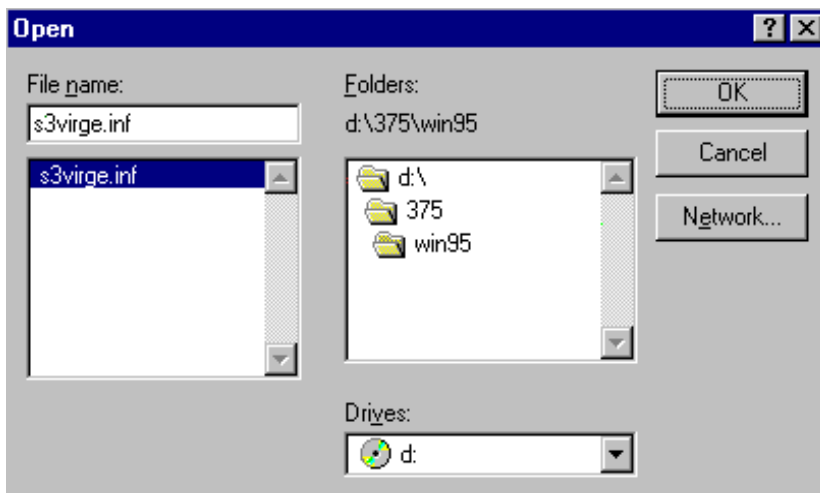 Open
File name:
s3virge.inf
s3virge.inf
Folders:
d:\375\win95
d:\
375
win95
Drives:
d:
OK
Cancel
Network...